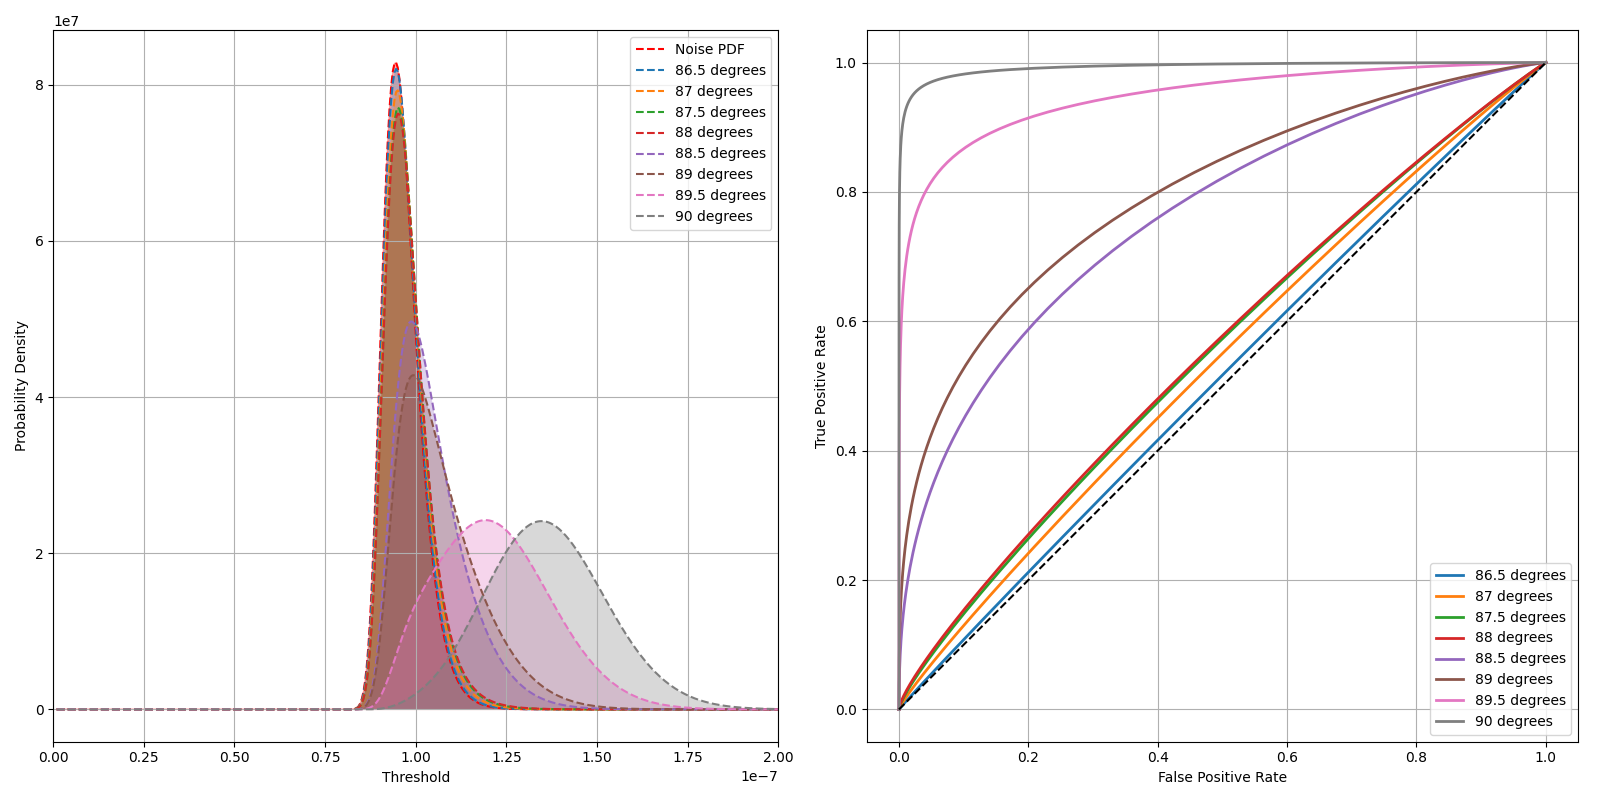 1e7
Probability Density
8
6
4
2
0
0.00 0.25 0.50 0.75 1.00 1.25 1.50 1.75 2.00
Threshold
1e−7
Noise PDF
86.5 degrees
87 degrees
87.5 degrees
88 degrees
88.5 degrees
89 degrees
89.5 degrees
90 degrees
True Positive Rate
1.0
0.8
0.6
0.4
0.2
0.0
0.0 0.2 0.4 0.6 0.8 1.0
False Positive Rate
86.5 degrees
87 degrees
87.5 degrees
88 degrees
88.5 degrees
89 degrees
89.5 degrees
90 degrees